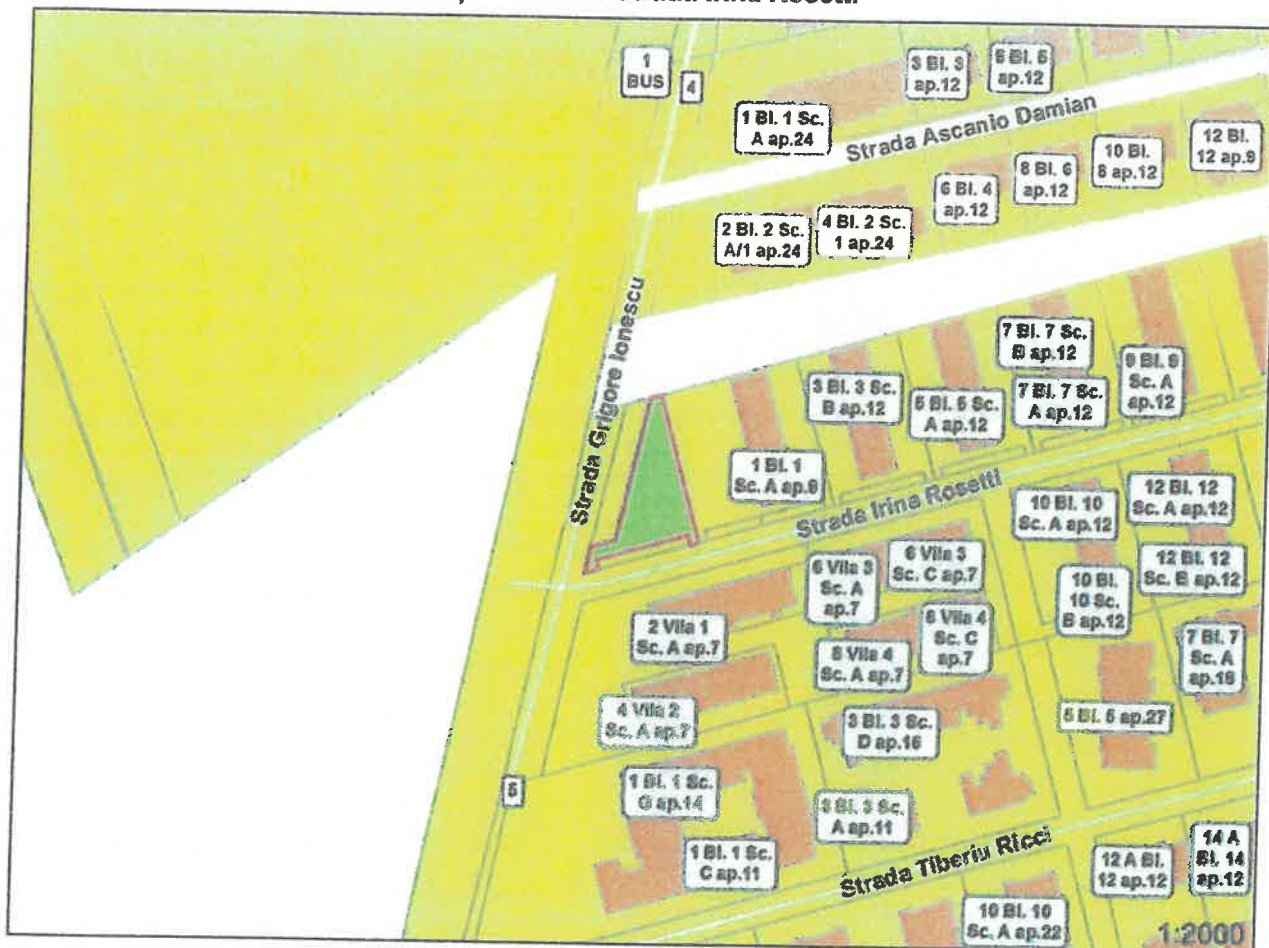 Strada Irina Rosetti
1
BUS
4
3 Bl. 3
ap.12
5 Bl. 5
ap.12
1 Bl. 1 Sc.
A ap.24
Strada Ascanio Damian
12 Bl.
12 ap.9
10 Bl.
8 ap.12
8 Bl. 6
ap.12
6 Bl. 4
ap.12
4 Bl. 2 Sc.
1 ap.24
2 Bl. 2 Sc.
A/1 ap.24
Strada Grigore Ionescu
7 Bl. 7 Sc.
B ap.12
9 Bl. 9
Sc. A
ap.12
7 Bl. 7 Sc.
A ap.12
3 Bl. 3 Sc.
B ap.12
5 Bl. 5 Sc.
A ap.12
1 Bl. 1
Sc. A ap.9
Strada Irina Rosetti
10 Bl. 10
Sc. A ap.12
12 Bl. 12
Sc. A ap.12
12 Bl. 12
Sc. B ap.12
6 Vila 3
Sc. C ap.7
6 Vila 3
Sc. A
ap.7
10 Bl.
10 Sc.
B ap.12
8 Vila 4
Sc. C
ap.7
2 Vila 1
Sc. A ap.7
8 Vila 4
Sc. A ap.7
7 Bl. 7
Sc. A
ap.18
4 Vila 2
Sc. A ap.7
3 Bl. 3 Sc.
D ap.16
5 Bl. 5 ap.27
5
1 Bl. 1 Sc.
G ap.14
3 Bl. 3 Sc.
A ap.11
1 Bl. 1 Sc.
C ap.11
Strada Tiberiu Ricci
12 A Bl.
12 ap.12
14 A
Bl. 14
ap.12
10 Bl. 10
Sc. A ap.22
1:2000